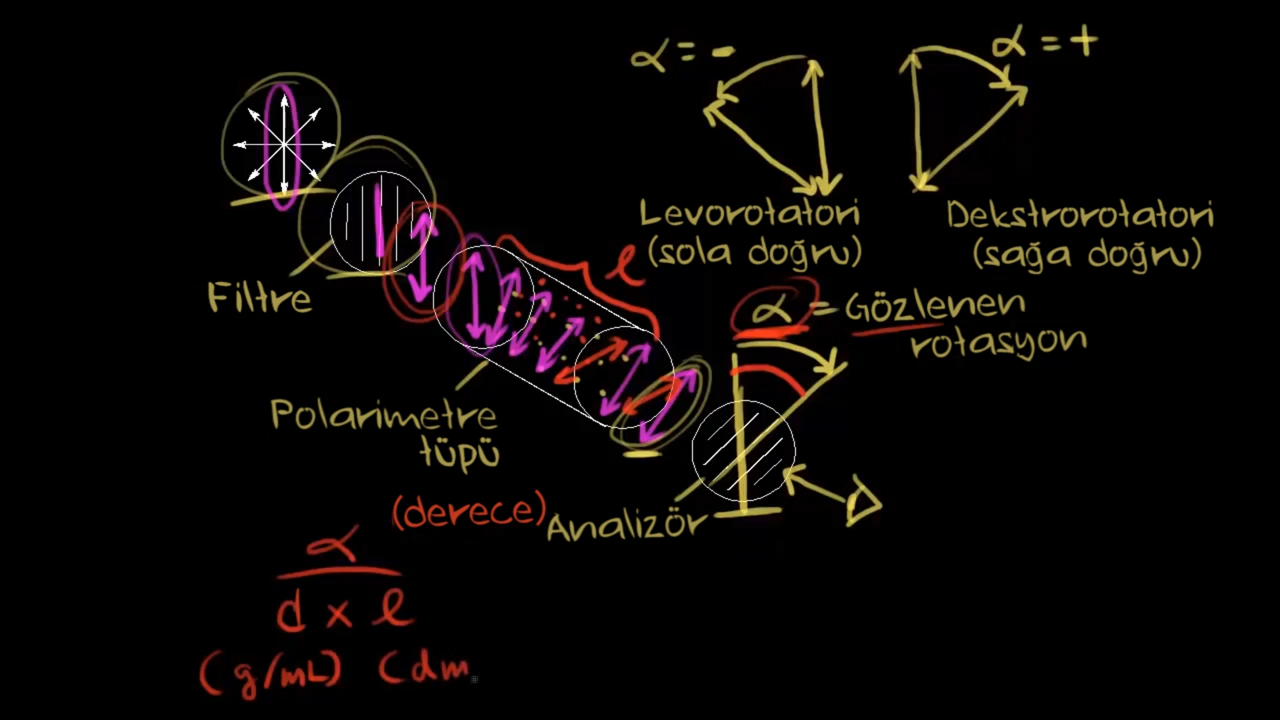 α = -
α = +
Levorotatori
(sola doğru)
Dekstrorotatori
(sağa doğru)
Filtre
l
α = Gözlenen
rotasyon
Polarimetre
tüpü
(derece)
Analizör
α
d x l
(g/mL) (dm